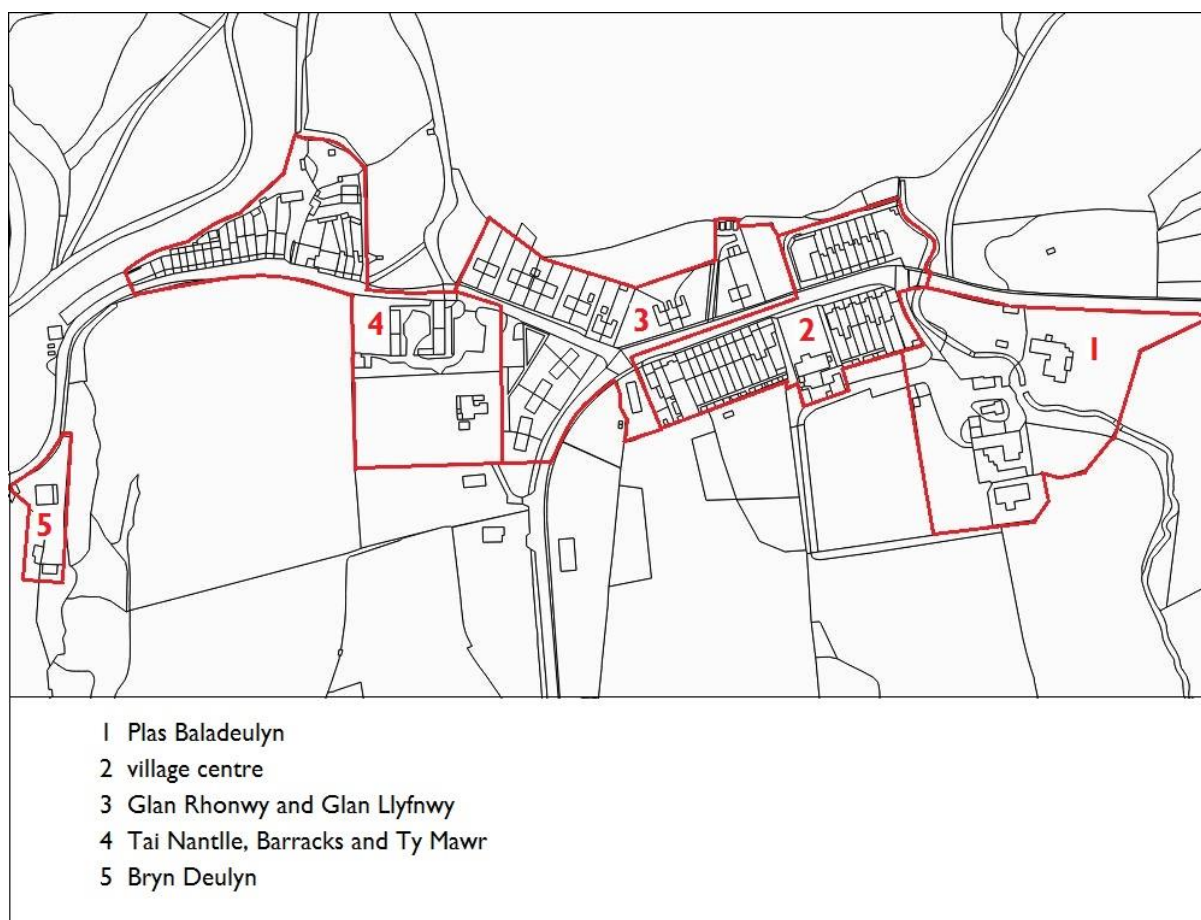 4
3
2
1
5
1 Plas Baladeulyn
2 village centre
3 Glan Rhonwy and Glan Llyfnwy
4 Tai Nantlle, Barracks and Ty Mawr
5 Bryn Deulyn